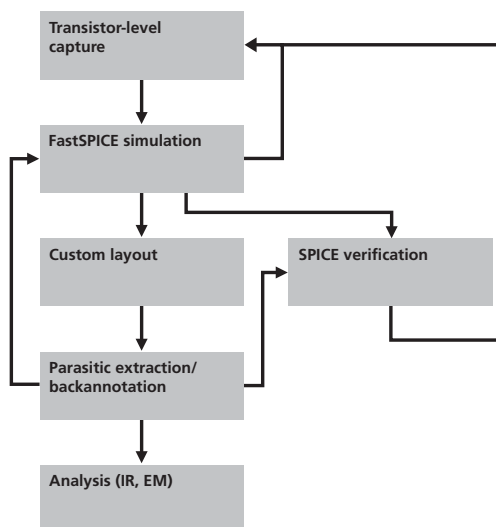 Transistor-level
capture
FastSPICE simulation
Custom layout
SPICE verification
Parasitic extraction/
backannotation
Analysis (IR, EM)